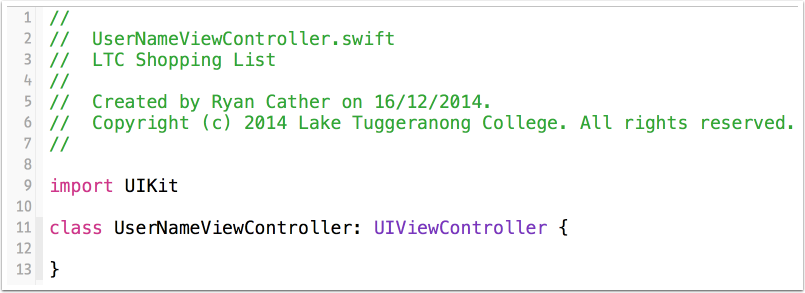 1 //
2 //  UserNameViewController.swift
3 //  LTC Shopping List
4 //
5 //  Created by Ryan Cather on 16/12/2014.
6 //  Copyright (c) 2014 Lake Tuggeranong College. All rights reserved.
7 //
8
9 import UIKit
10
11 class UserNameViewController: UIViewController {
12
13 }